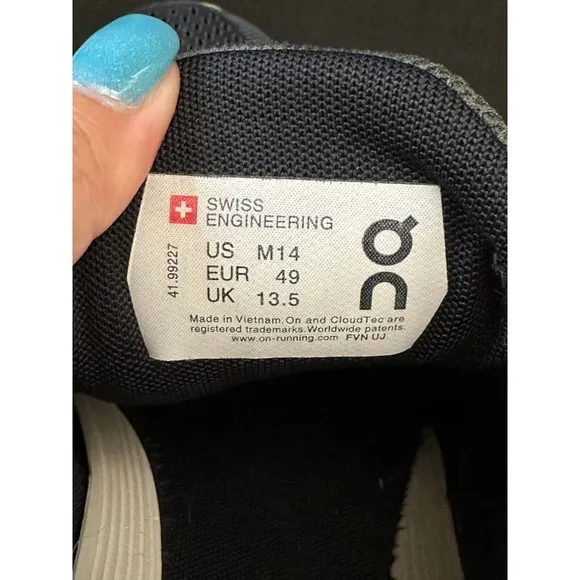 SWISS
ENGINEERING
US M14
EUR 49
UK 13.5
Made in Vietnam. On and CloudTec are
registered trademarks. Worldwide patents.
www.on-running.com FVN UJ
41.99227
on